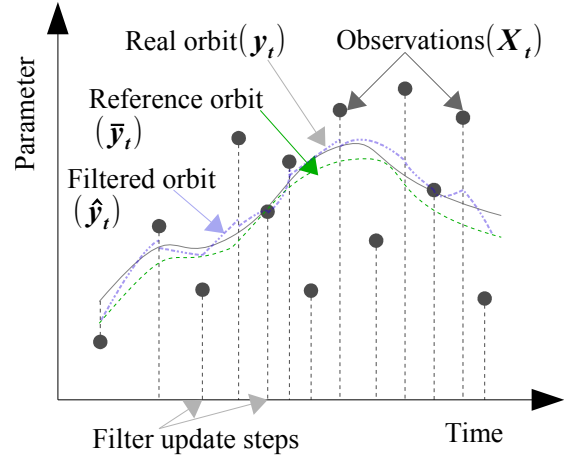 Real orbit(y_t)
Observations(X_t)
Reference orbit
(ȳ_t)
Filtered orbit
(ŷ_t)
Parameter
Filter update steps
Time